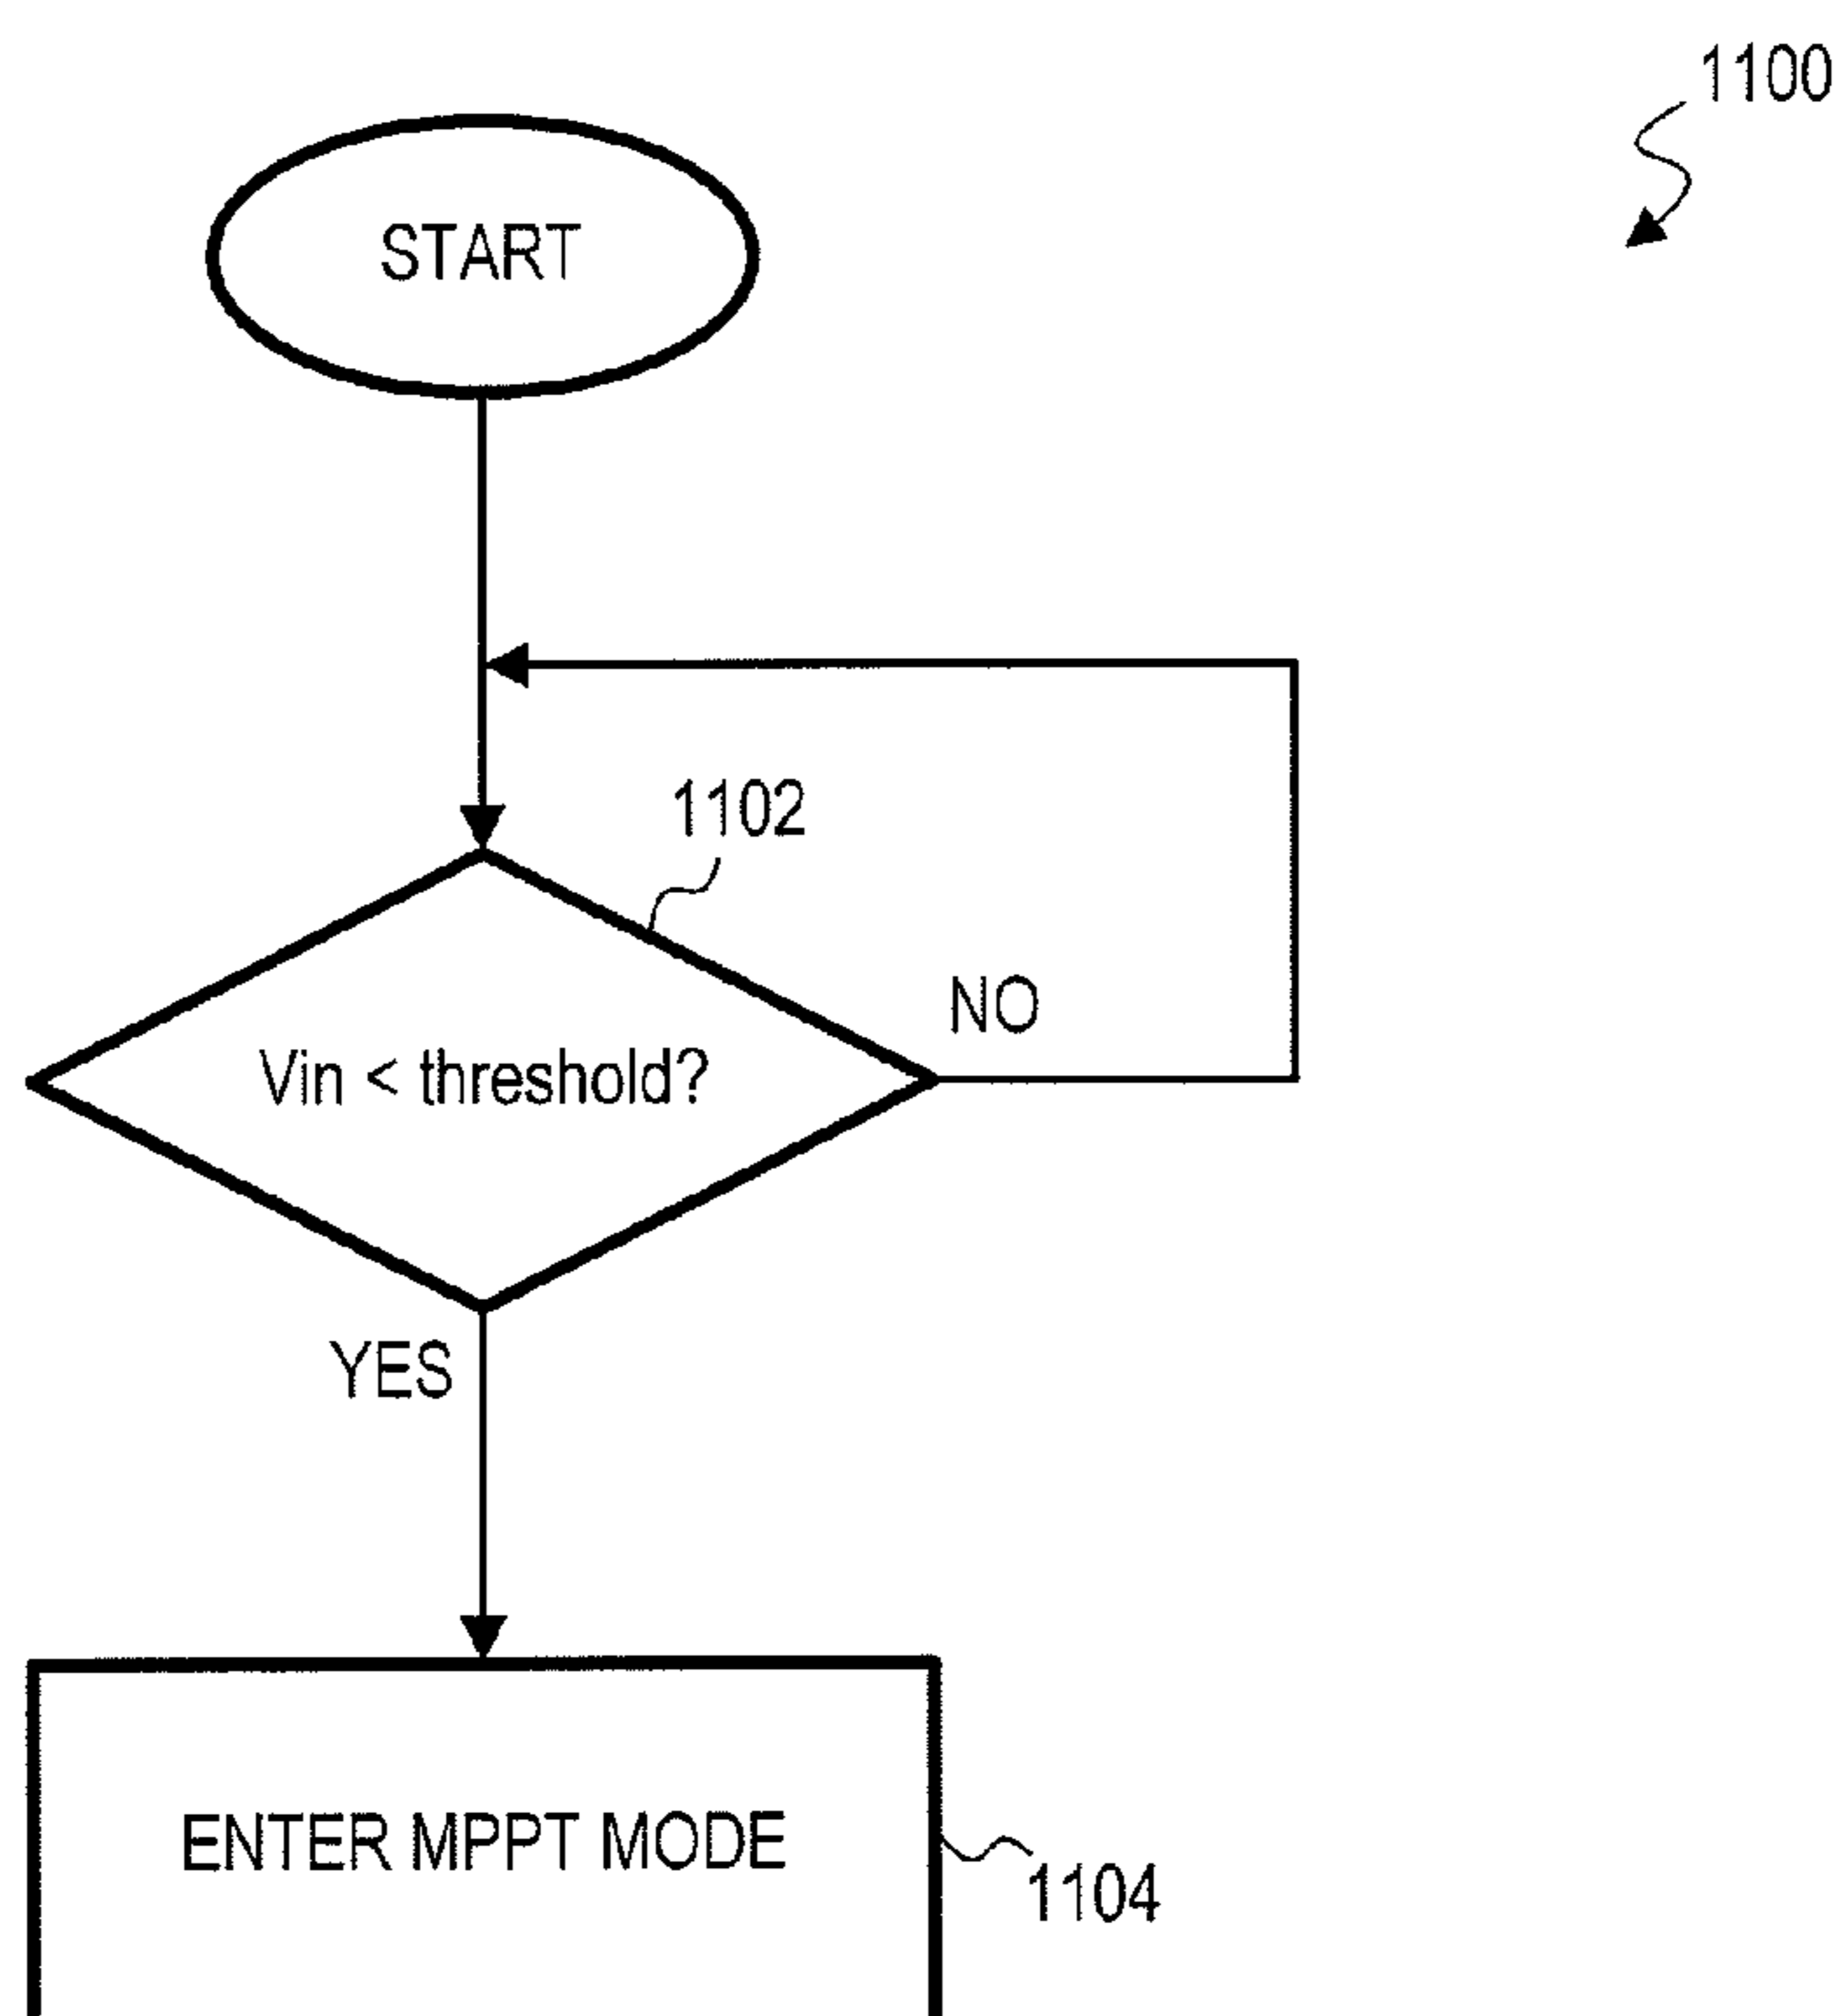 1100
START
1102
NO
Vin < threshold?
YES
ENTER MPPT MODE
1104